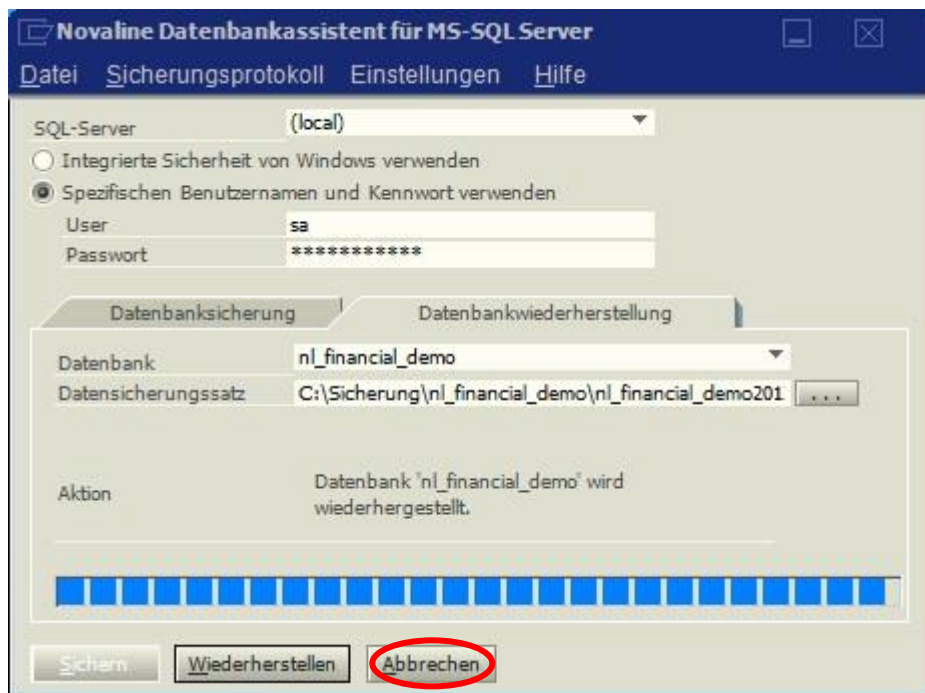 Novaline Datenbankassistent für MS-SQL Server
Datei Sicherungsprotokoll Einstellungen Hilfe
SQL-Server (local)
Integrierte Sicherheit von Windows verwenden
Spezifischen Benutzernamen und Kennwort verwenden
User sa
Passwort ***********
Datenbanksicherung Datenbankwiederherstellung
Datenbank nl_financial_demo
Datensicherungssatz C:\Sicherung\nl_financial_demo\nl_financial_demo201 ...
Aktion Datenbank 'nl_financial_demo' wird
wiederhergestellt.
Sichern Wiederherstellen Abbrechen